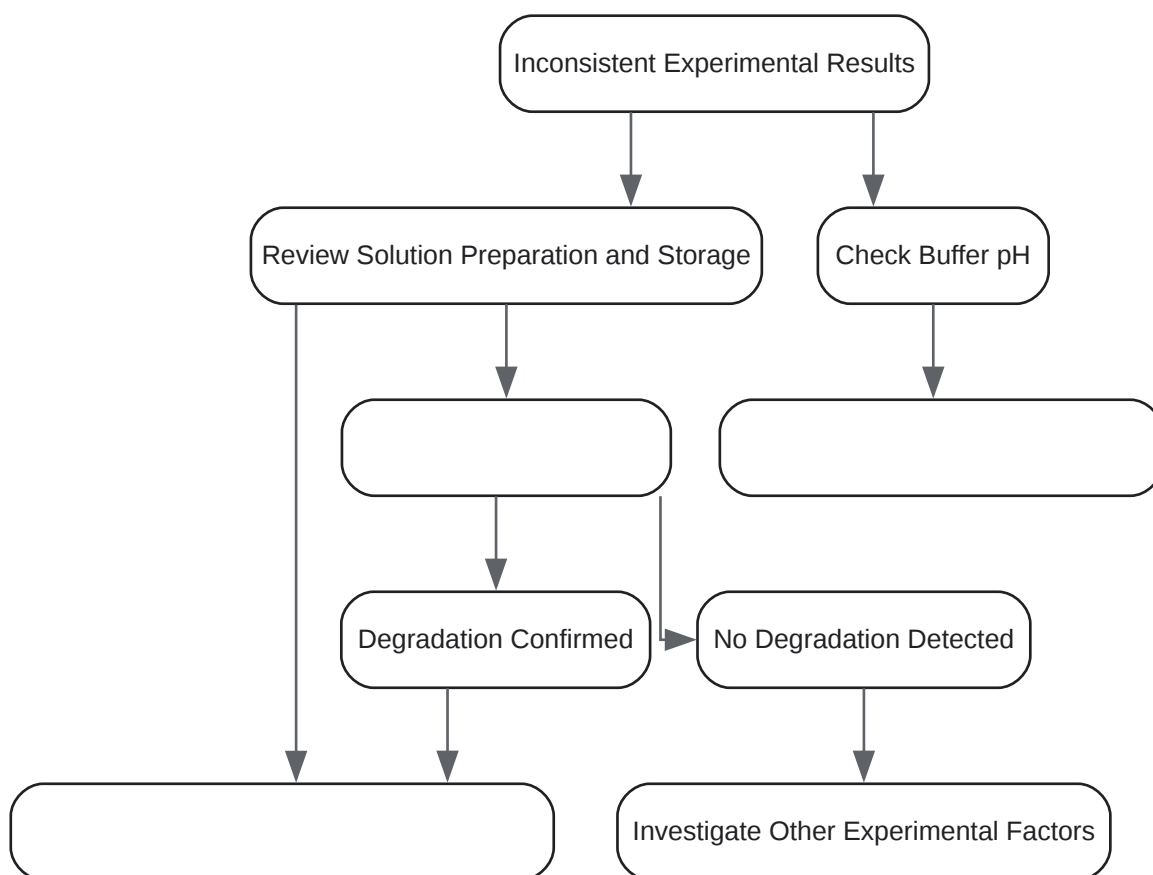 Inconsistent Experimental Results
Review Solution Preparation and Storage
Check Buffer pH
Degradation Confirmed
No Degradation Detected
Investigate Other Experimental Factors